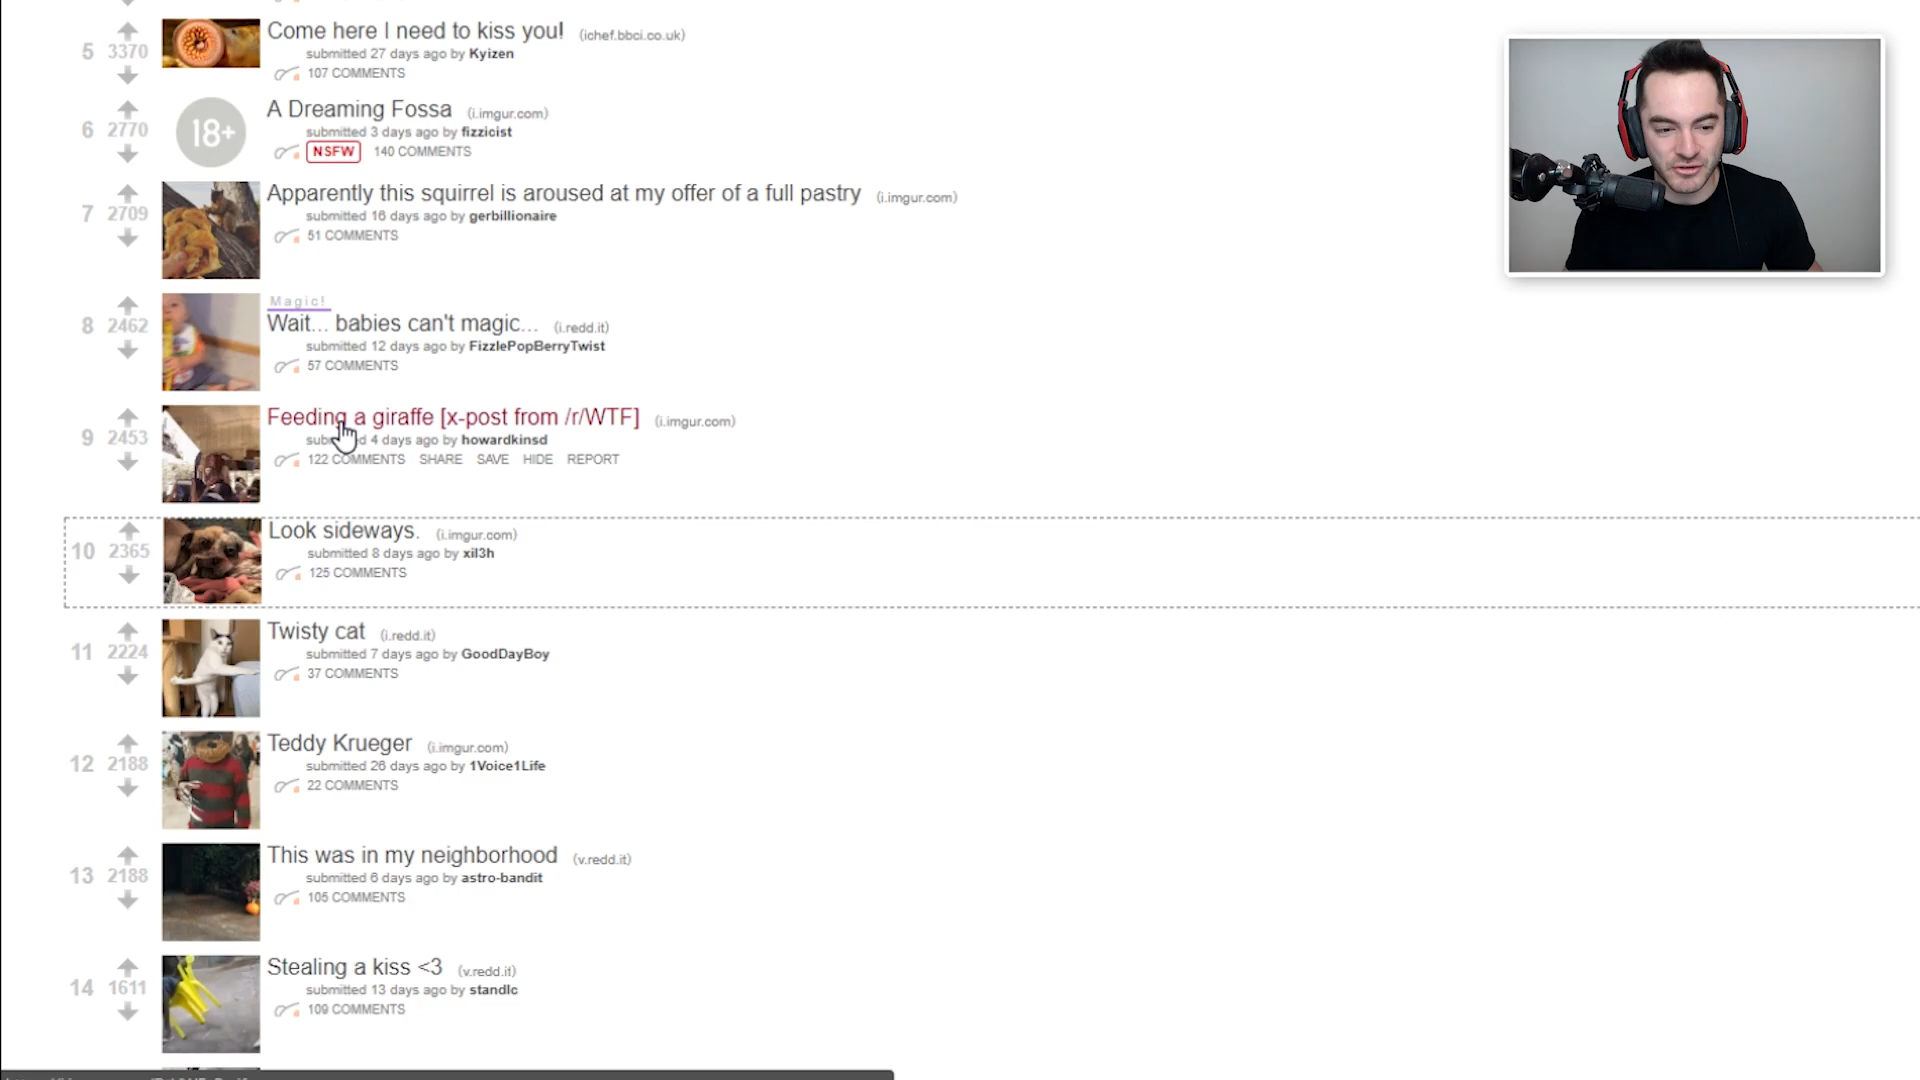 5 3370 Come here I need to kiss you! (ichef.bbci.co.uk)
submitted 27 days ago by Kyizen
107 COMMENTS
6 2770 18+ A Dreaming Fossa (i.imgur.com)
submitted 3 days ago by fizzicist
NSFW 140 COMMENTS
7 2709 Apparently this squirrel is aroused at my offer of a full pastry (i.imgur.com)
submitted 16 days ago by gerbillionaire
51 COMMENTS
Magic!
8 2462 Wait... babies can't magic... (i.redd.it)
submitted 12 days ago by FizzlePopBerryTwist
57 COMMENTS
9 2453 Feeding a giraffe [x-post from /r/WTF] (i.imgur.com)
4 days ago by howardkinsd
122 COMMENTS SHARE SAVE HIDE REPORT
10 2365 Look sideways. (i.imgur.com)
submitted 8 days ago by xil3h
125 COMMENTS
11 2224 Twisty cat (i.redd.it)
submitted 7 days ago by GoodDayBoy
37 COMMENTS
12 2188 Teddy Krueger (i.imgur.com)
submitted 26 days ago by 1Voice1Life
22 COMMENTS
13 2188 This was in my neighborhood (v.redd.it)
submitted 6 days ago by astro-bandit
105 COMMENTS
14 1611 Stealing a kiss <3 (v.redd.it)
submitted 13 days ago by standlc
109 COMMENTS